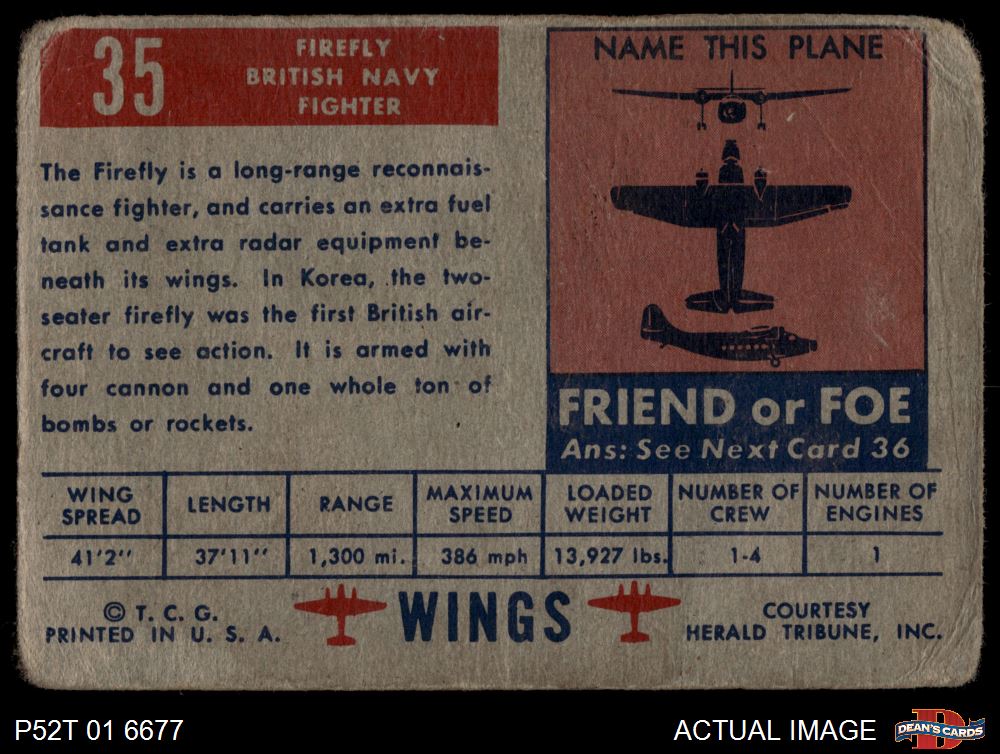 35
FIREFLY
BRITISH NAVY
FIGHTER
The Firefly is a long-range reconnais-
sance fighter, and carries an extra fuel
tank and extra radar equipment be-
neath its wings. In Korea, the two-
seater firefly was the first British air-
craft to see action. It is armed with
four cannon and one whole ton of
bombs or rockets.
NAME THIS PLANE
FRIEND or FOE
Ans: See Next Card 36
WING SPREAD LENGTH RANGE MAXIMUM SPEED LOADED WEIGHT NUMBER OF CREW NUMBER OF ENGINES
41'2'' 37'11'' 1,300 mi. 386 mph 13,927 lbs. 1-4 1
© T. C. G.
PRINTED IN U. S. A.
WINGS
COURTESY
HERALD TRIBUNE, INC.
P52T 01 6677
ACTUAL IMAGE
D
DEAN'S CARDS